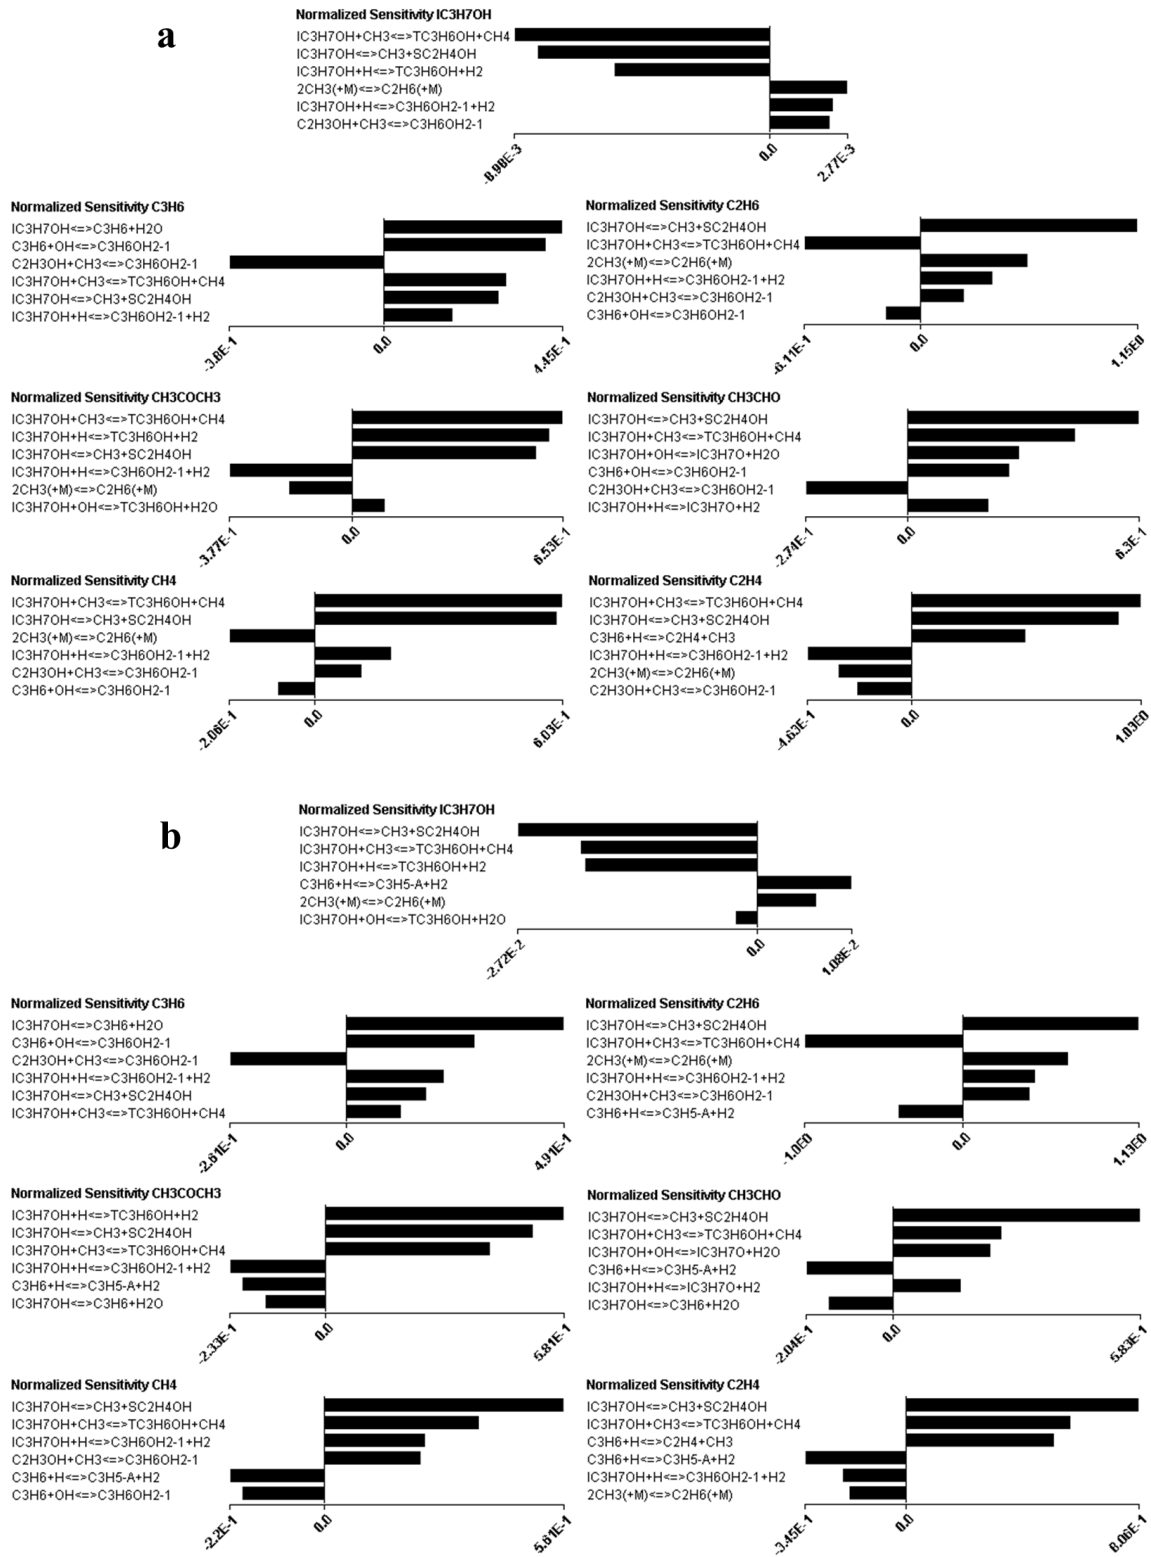 a
Normalized Sensitivity IC3H7OH
IC3H7OH+CH3<=>TC3H6OH+CH4
IC3H7OH<=>CH3+SC2H4OH
IC3H7OH+H<=>TC3H6OH+H2
2CH3(+M)<=>C2H6(+M)
IC3H7OH+H<=>C3H6OH2-1+H2
C2H3OH+CH3<=>C3H6OH2-1
-8.98E-3 0.0 2.77E-3
Normalized Sensitivity C3H6
IC3H7OH<=>C3H6+H2O
C3H6+OH<=>C3H6OH2-1
C2H3OH+CH3<=>C3H6OH2-1
IC3H7OH+CH3<=>TC3H6OH+CH4
IC3H7OH<=>CH3+SC2H4OH
IC3H7OH+H<=>C3H6OH2-1+H2
-3.8E-1 0.0 4.45E-1
Normalized Sensitivity C2H6
IC3H7OH<=>CH3+SC2H4OH
IC3H7OH+CH3<=>TC3H6OH+CH4
2CH3(+M)<=>C2H6(+M)
IC3H7OH+H<=>C3H6OH2-1+H2
C2H3OH+CH3<=>C3H6OH2-1
C3H6+OH<=>C3H6OH2-1
-6.11E-1 0.0 1.15E0
Normalized Sensitivity CH3COCH3
IC3H7OH+CH3<=>TC3H6OH+CH4
IC3H7OH+H<=>TC3H6OH+H2
IC3H7OH<=>CH3+SC2H4OH
IC3H7OH+H<=>C3H6OH2-1+H2
2CH3(+M)<=>C2H6(+M)
IC3H7OH+OH<=>TC3H6OH+H2O
-3.77E-1 0.0 6.53E-1
Normalized Sensitivity CH3CHO
IC3H7OH<=>CH3+SC2H4OH
IC3H7OH+CH3<=>TC3H6OH+CH4
IC3H7OH+OH<=>IC3H7O+H2O
C3H6+OH<=>C3H6OH2-1
C2H3OH+CH3<=>C3H6OH2-1
IC3H7OH+H<=>IC3H7O+H2
-2.74E-1 0.0 6.3E-1
Normalized Sensitivity CH4
IC3H7OH+CH3<=>TC3H6OH+CH4
IC3H7OH<=>CH3+SC2H4OH
2CH3(+M)<=>C2H6(+M)
IC3H7OH+H<=>C3H6OH2-1+H2
C2H3OH+CH3<=>C3H6OH2-1
C3H6+OH<=>C3H6OH2-1
-2.06E-1 0.0 6.03E-1
Normalized Sensitivity C2H4
IC3H7OH+CH3<=>TC3H6OH+CH4
IC3H7OH<=>CH3+SC2H4OH
C3H6+H<=>C2H4+CH3
IC3H7OH+H<=>C3H6OH2-1+H2
2CH3(+M)<=>C2H6(+M)
C2H3OH+CH3<=>C3H6OH2-1
-4.63E-1 0.0 1.03E0
b
Normalized Sensitivity IC3H7OH
IC3H7OH<=>CH3+SC2H4OH
IC3H7OH+CH3<=>TC3H6OH+CH4
IC3H7OH+H<=>TC3H6OH+H2
C3H6+H<=>C3H5-A+H2
2CH3(+M)<=>C2H6(+M)
IC3H7OH+OH<=>TC3H6OH+H2O
-2.72E-2 0.0 1.08E-2
Normalized Sensitivity C3H6
IC3H7OH<=>C3H6+H2O
C3H6+OH<=>C3H6OH2-1
C2H3OH+CH3<=>C3H6OH2-1
IC3H7OH+H<=>C3H6OH2-1+H2
IC3H7OH<=>CH3+SC2H4OH
IC3H7OH+CH3<=>TC3H6OH+CH4
-2.61E-1 0.0 4.91E-1
Normalized Sensitivity C2H6
IC3H7OH<=>CH3+SC2H4OH
IC3H7OH+CH3<=>TC3H6OH+CH4
2CH3(+M)<=>C2H6(+M)
IC3H7OH+H<=>C3H6OH2-1+H2
C2H3OH+CH3<=>C3H6OH2-1
C3H6+H<=>C3H5-A+H2
-1.0E0 0.0 1.13E0
Normalized Sensitivity CH3COCH3
IC3H7OH+H<=>TC3H6OH+H2
IC3H7OH<=>CH3+SC2H4OH
IC3H7OH+CH3<=>TC3H6OH+CH4
IC3H7OH+H<=>C3H6OH2-1+H2
C3H6+H<=>C3H5-A+H2
IC3H7OH<=>C3H6+H2O
-2.33E-1 0.0 5.81E-1
Normalized Sensitivity CH3CHO
IC3H7OH<=>CH3+SC2H4OH
IC3H7OH+CH3<=>TC3H6OH+CH4
IC3H7OH+OH<=>IC3H7O+H2O
C3H6+H<=>C3H5-A+H2
IC3H7OH+H<=>IC3H7O+H2
IC3H7OH<=>C3H6+H2O
-2.04E-1 0.0 5.83E-1
Normalized Sensitivity CH4
IC3H7OH<=>CH3+SC2H4OH
IC3H7OH+CH3<=>TC3H6OH+CH4
IC3H7OH+H<=>C3H6OH2-1+H2
C2H3OH+CH3<=>C3H6OH2-1
C3H6+H<=>C3H5-A+H2
C3H6+OH<=>C3H6OH2-1
-2.2E-1 0.0 5.61E-1
Normalized Sensitivity C2H4
IC3H7OH<=>CH3+SC2H4OH
IC3H7OH+CH3<=>TC3H6OH+CH4
C3H6+H<=>C2H4+CH3
C3H6+H<=>C3H5-A+H2
IC3H7OH+H<=>C3H6OH2-1+H2
2CH3(+M)<=>C2H6(+M)
-3.45E-1 0.0 8.06E-1